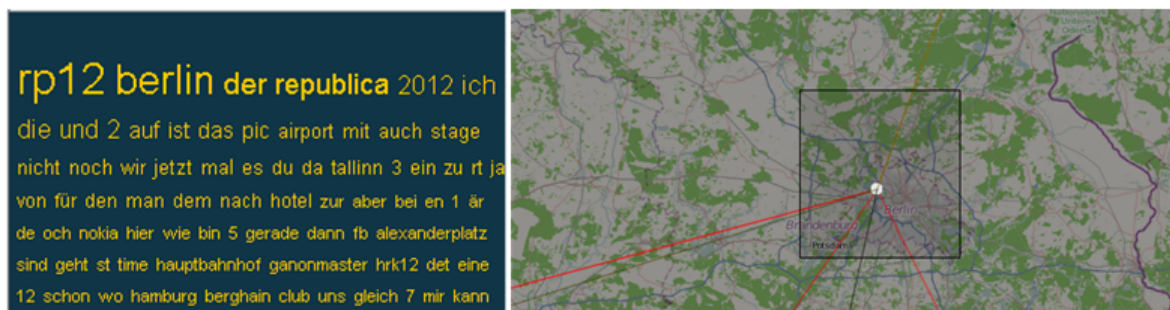 rp12 berlin der republica 2012 ich
die und 2 auf ist das pic airport mit auch stage
nicht noch wir jetzt mal es du da tallinn 3 ein zu rt ja
von für den man dem nach hotel zur aber bei en 1 är
de och nokia hier wie bin 5 gerade dann fb alexanderplatz
sind geht st time hauptbahnhof ganonmaster hrk12 det eine
12 schon wo hamburg berghain club uns gleich 7 mir kann
Berlin
Brandenburg
Potsdam